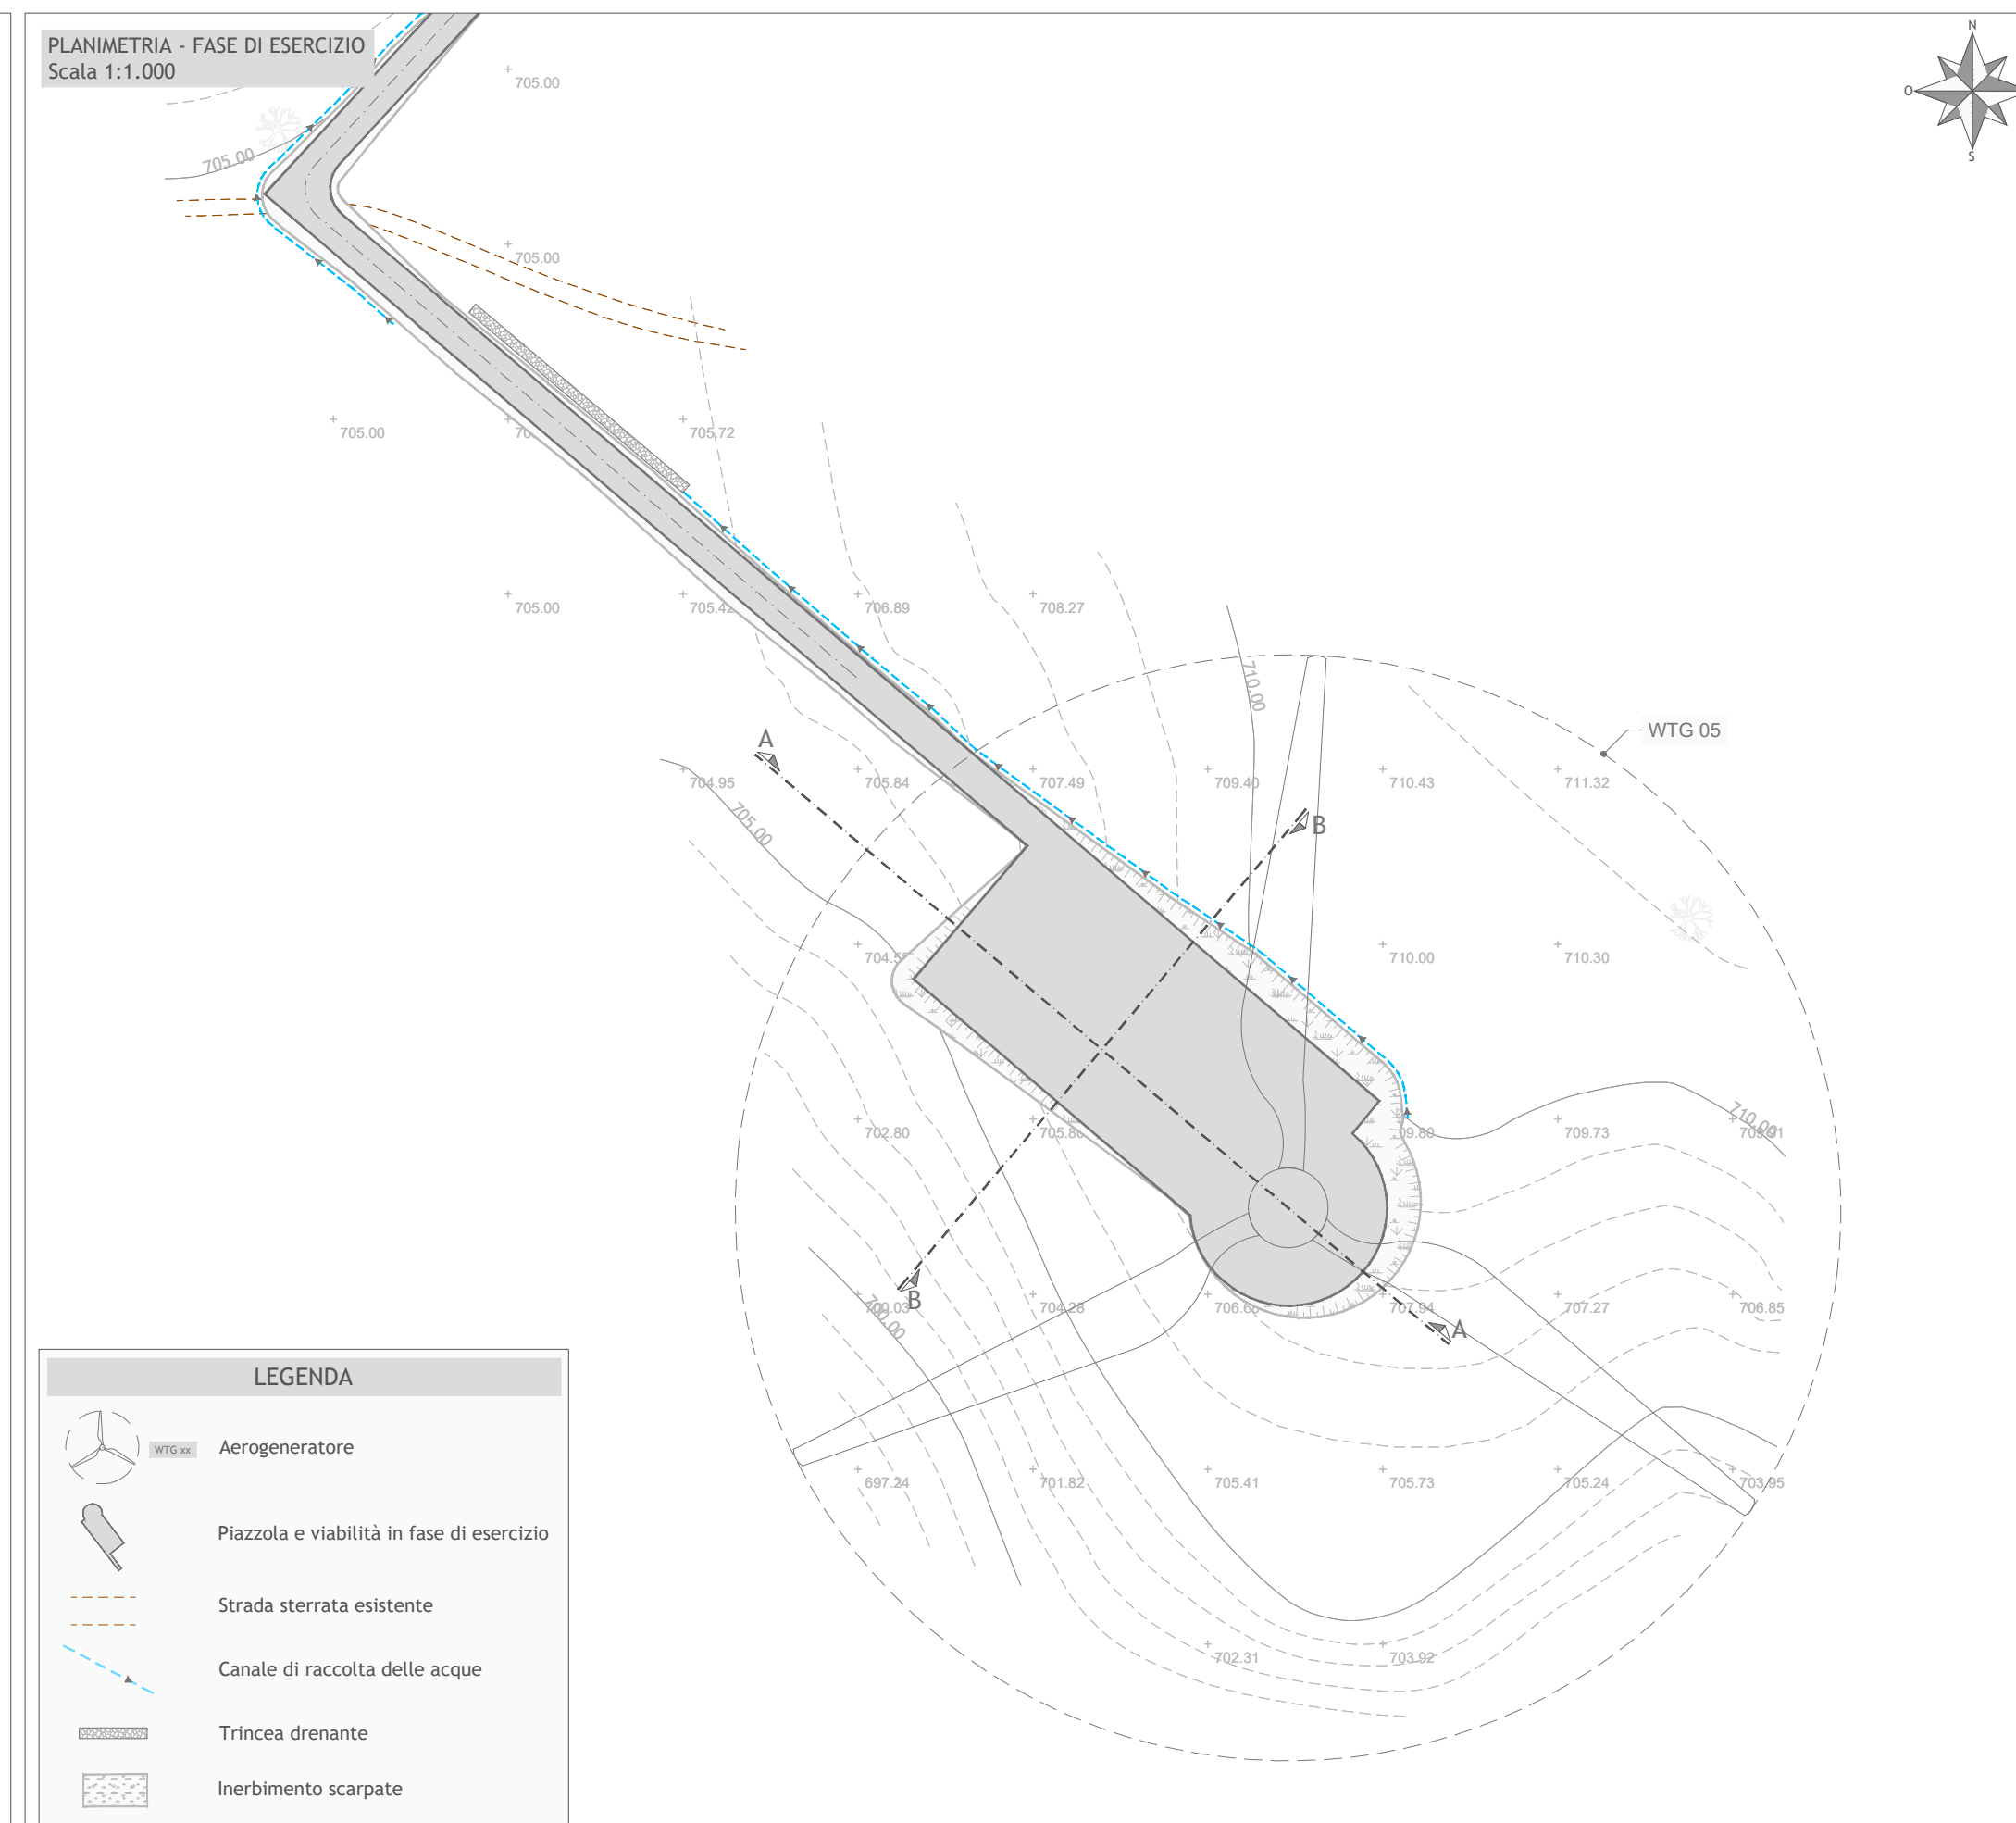 PLANIMETRIA - FASE DI ESERCIZIO
Scala 1:1.000
N
O
S
705.00
705.00
705.00
705.00
705.72
705.00
705.42
706.89
708.27
710.00
WTG 05
A
704.95
705.84
707.49
709.40
710.43
711.32
705.00
B
710.00
710.30
702.80
705.80
709.73
710.00
700.03
B
704.28
706.68
707.94
707.27
706.85
A
697.24
701.82
705.41
705.73
705.24
703.95
702.31
703.92
LEGENDA
WTG xx
Aerogeneratore
Piazzola e viabilità in fase di esercizio
Strada sterrata esistente
Canale di raccolta delle acque
Trincea drenante
Inerbimento scarpate